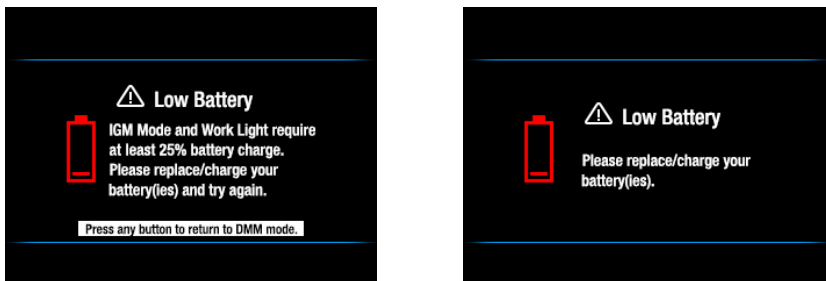 Low Battery
IGM Mode and Work Light require
at least 25% battery charge.
Please replace/charge your
battery(ies) and try again.
Press any button to return to DMM mode.
Low Battery
Please replace/charge your
battery(ies).